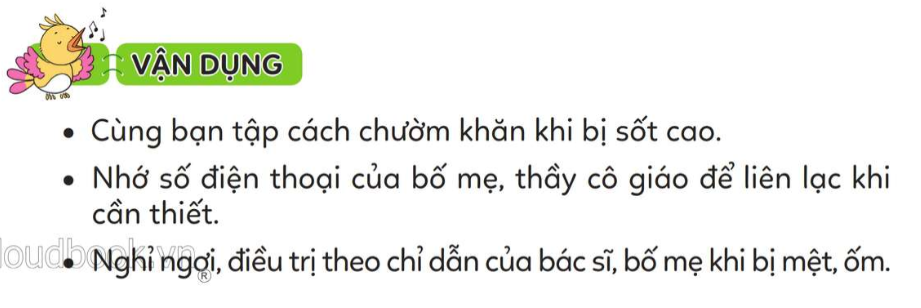 VẬN DỤNG
• Cùng bạn tập cách chườm khăn khi bị sốt cao.
• Nhớ số điện thoại của bố mẹ, thầy cô giáo để liên lạc khi
cần thiết.
• Nghỉ ngơi, điều trị theo chỉ dẫn của bác sĩ, bố mẹ khi bị mệt, ốm.
loudbook.vn
®